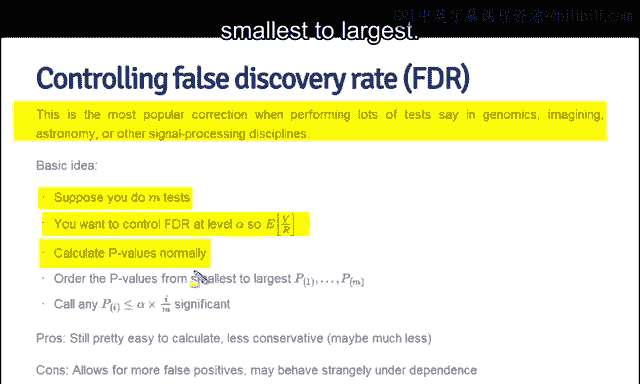 smallest to largest.
Controlling false discovery rate (FDR)
This is the most popular correction when performing lots of tests say in genomics, imagining,
astronomy, or other signal-processing disciplines.
Basic idea:
· Suppose you do m tests
· You want to control FDR at level α so E[V/R]
· Calculate P-values normally
· Order the P-values from smallest to largest P(1), …, P(m)
· Call any P(i) ≤ α × i/m significant
Pros: Still pretty easy to calculate, less conservative (maybe much less)
Cons: Allows for more false positives, may behave strangely under dependence